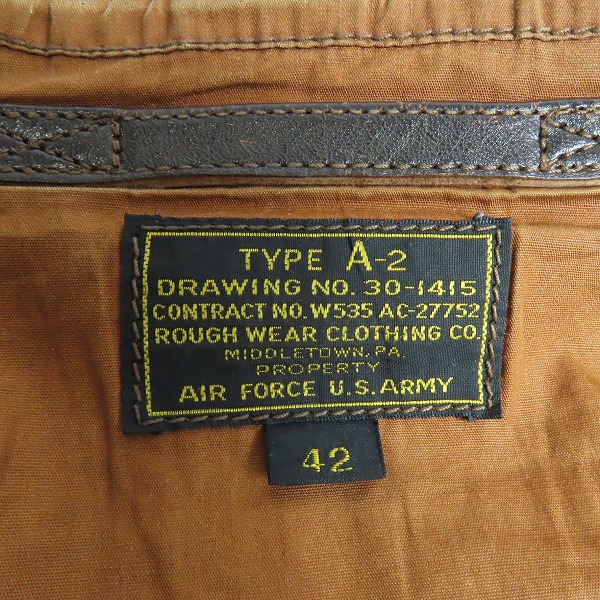 TYPE A-2
DRAWING NO. 30-1415
CONTRACT NO. W535 AC-27752
ROUGH WEAR CLOTHING CO.
MIDDLETOWN, PA.
PROPERTY
AIR FORCE U.S. ARMY
42